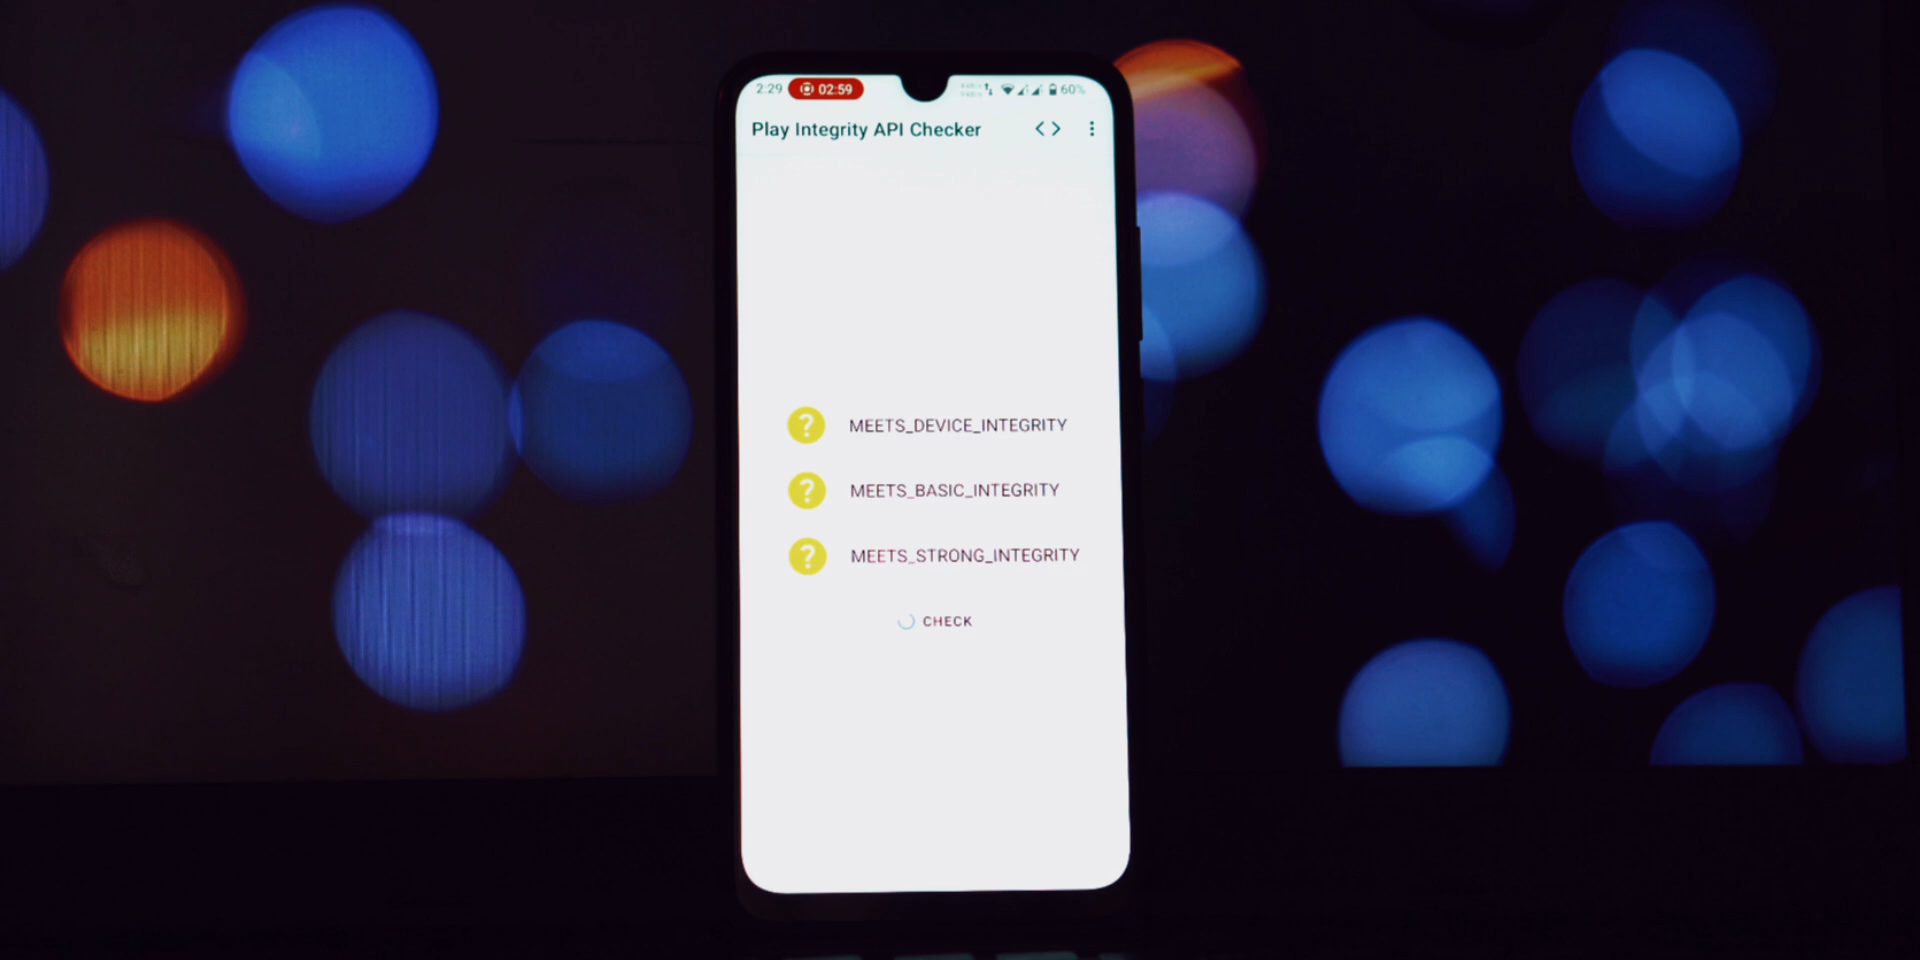 2:29 02:59 60%
Play Integrity API Checker
MEETS_DEVICE_INTEGRITY
MEETS_BASIC_INTEGRITY
MEETS_STRONG_INTEGRITY
CHECK